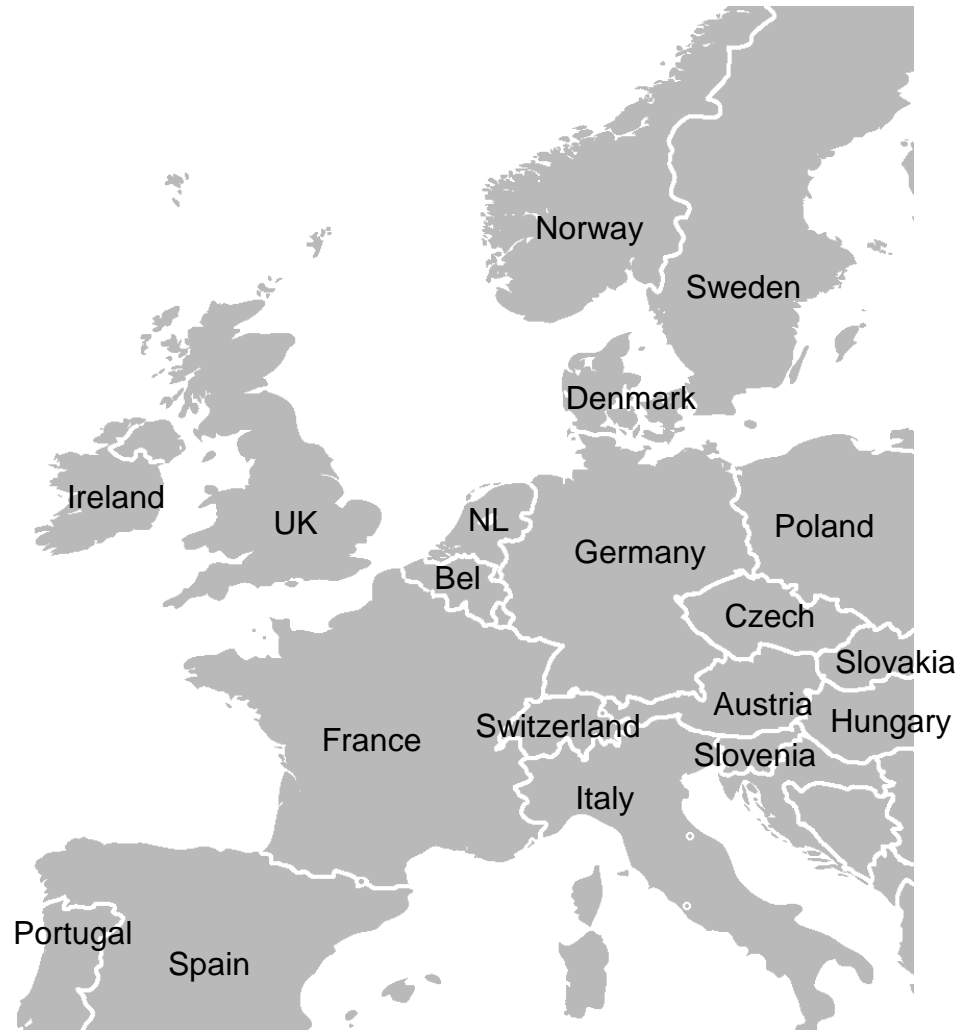 Norway
Sweden
Denmark
Ireland
UK
NL
Poland
Germany
Bel
Czech
Slovakia
Austria
Hungary
Switzerland
France
Slovenia
Italy
Portugal
Spain